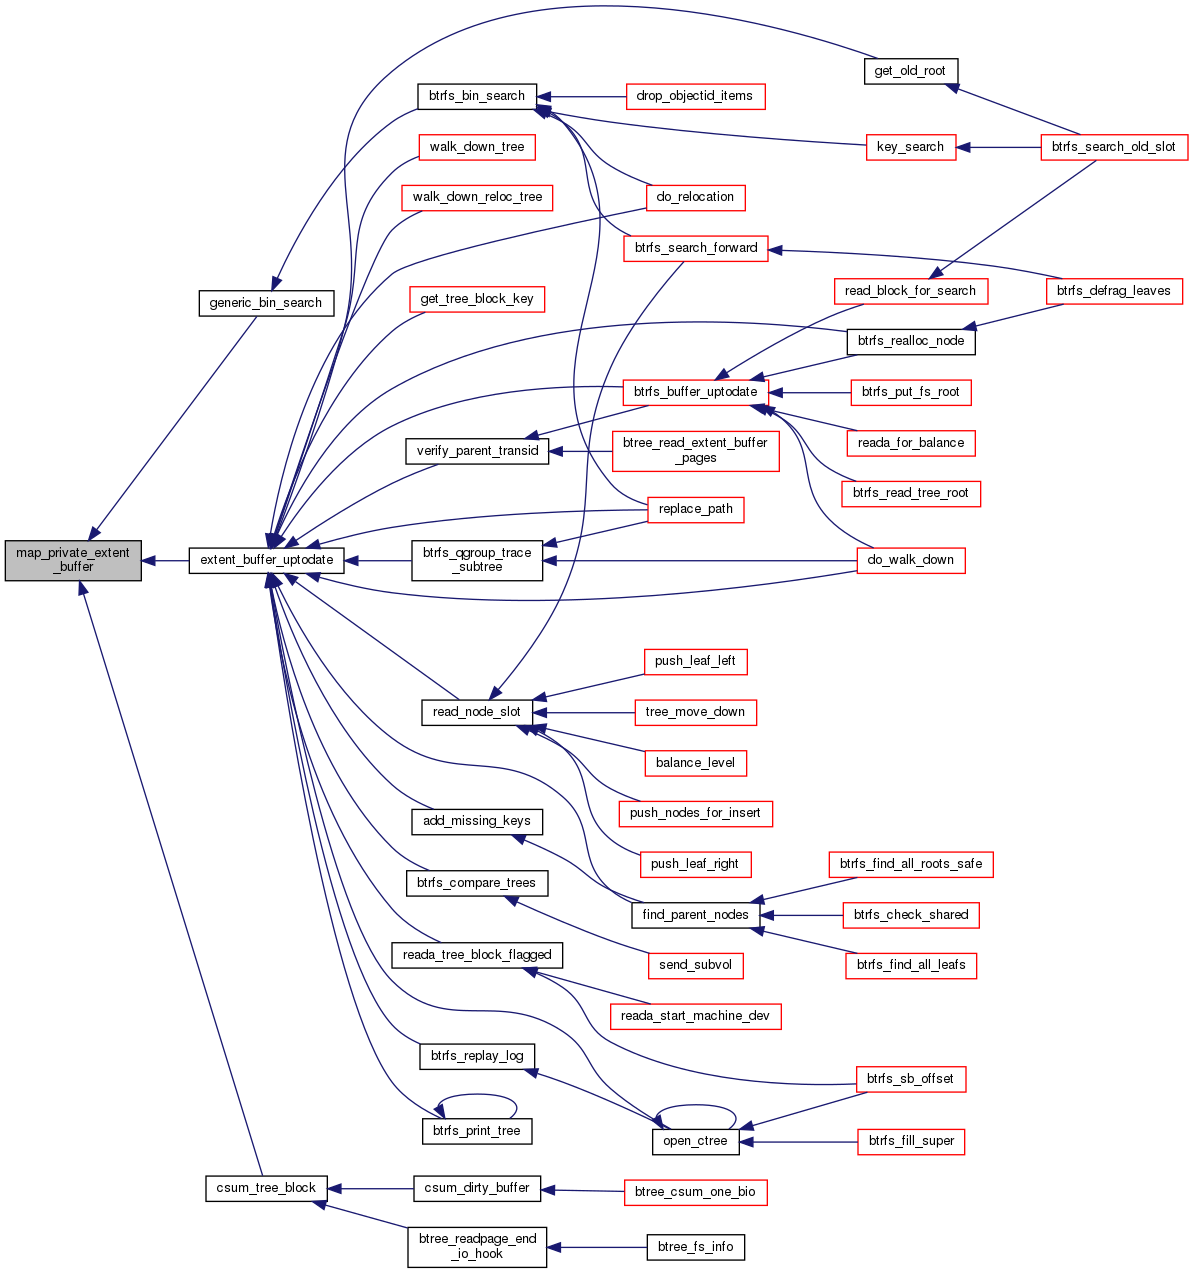 get_old_root
btrfs_bin_search
drop_objectid_items
walk_down_tree
key_search
btrfs_search_old_slot
walk_down_reloc_tree
do_relocation
btrfs_search_forward
generic_bin_search
get_tree_block_key
read_block_for_search
btrfs_defrag_leaves
btrfs_realloc_node
btrfs_buffer_uptodate
btrfs_put_fs_root
verify_parent_transid
btree_read_extent_buffer
_pages
reada_for_balance
btrfs_read_tree_root
replace_path
map_private_extent
_buffer
extent_buffer_uptodate
btrfs_qgroup_trace
_subtree
do_walk_down
push_leaf_left
read_node_slot
tree_move_down
balance_level
add_missing_keys
push_nodes_for_insert
push_leaf_right
btrfs_find_all_roots_safe
btrfs_compare_trees
find_parent_nodes
btrfs_check_shared
reada_tree_block_flagged
send_subvol
btrfs_find_all_leafs
reada_start_machine_dev
btrfs_replay_log
btrfs_sb_offset
btrfs_print_tree
open_ctree
btrfs_fill_super
csum_tree_block
csum_dirty_buffer
btree_csum_one_bio
btree_readpage_end
_io_hook
btree_fs_info